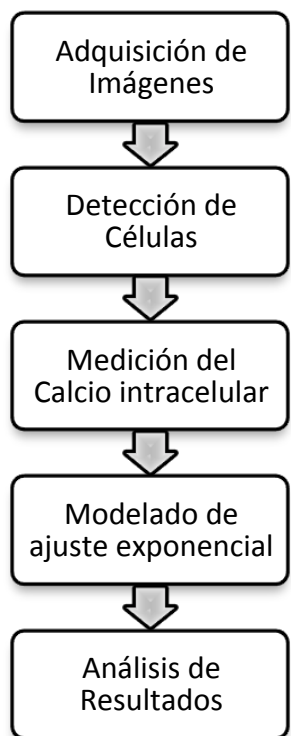 Adquisición de
Imágenes
Detección de
Células
Medición del
Calcio intracelular
Modelado de
ajuste exponencial
Análisis de
Resultados